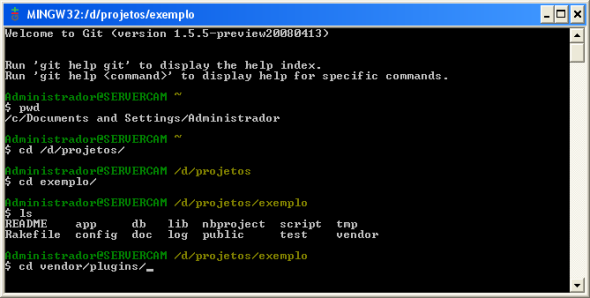 MINGW32:/d/projetos/exemplo
Welcome to Git (version 1.5.5-preview20080413)
Run 'git help git' to display the help index.
Run 'git help <command>' to display help for specific commands.
Administrador@SERVERCAM ~
$ pwd
/c/Documents and Settings/Administrador
Administrador@SERVERCAM ~
$ cd /d/projetos/
Administrador@SERVERCAM /d/projetos
$ cd exemplo/
Administrador@SERVERCAM /d/projetos/exemplo
$ ls
README app db lib nbproject script tmp
Rakefile config doc log public test vendor
Administrador@SERVERCAM /d/projetos/exemplo
$ cd vendor/plugins/